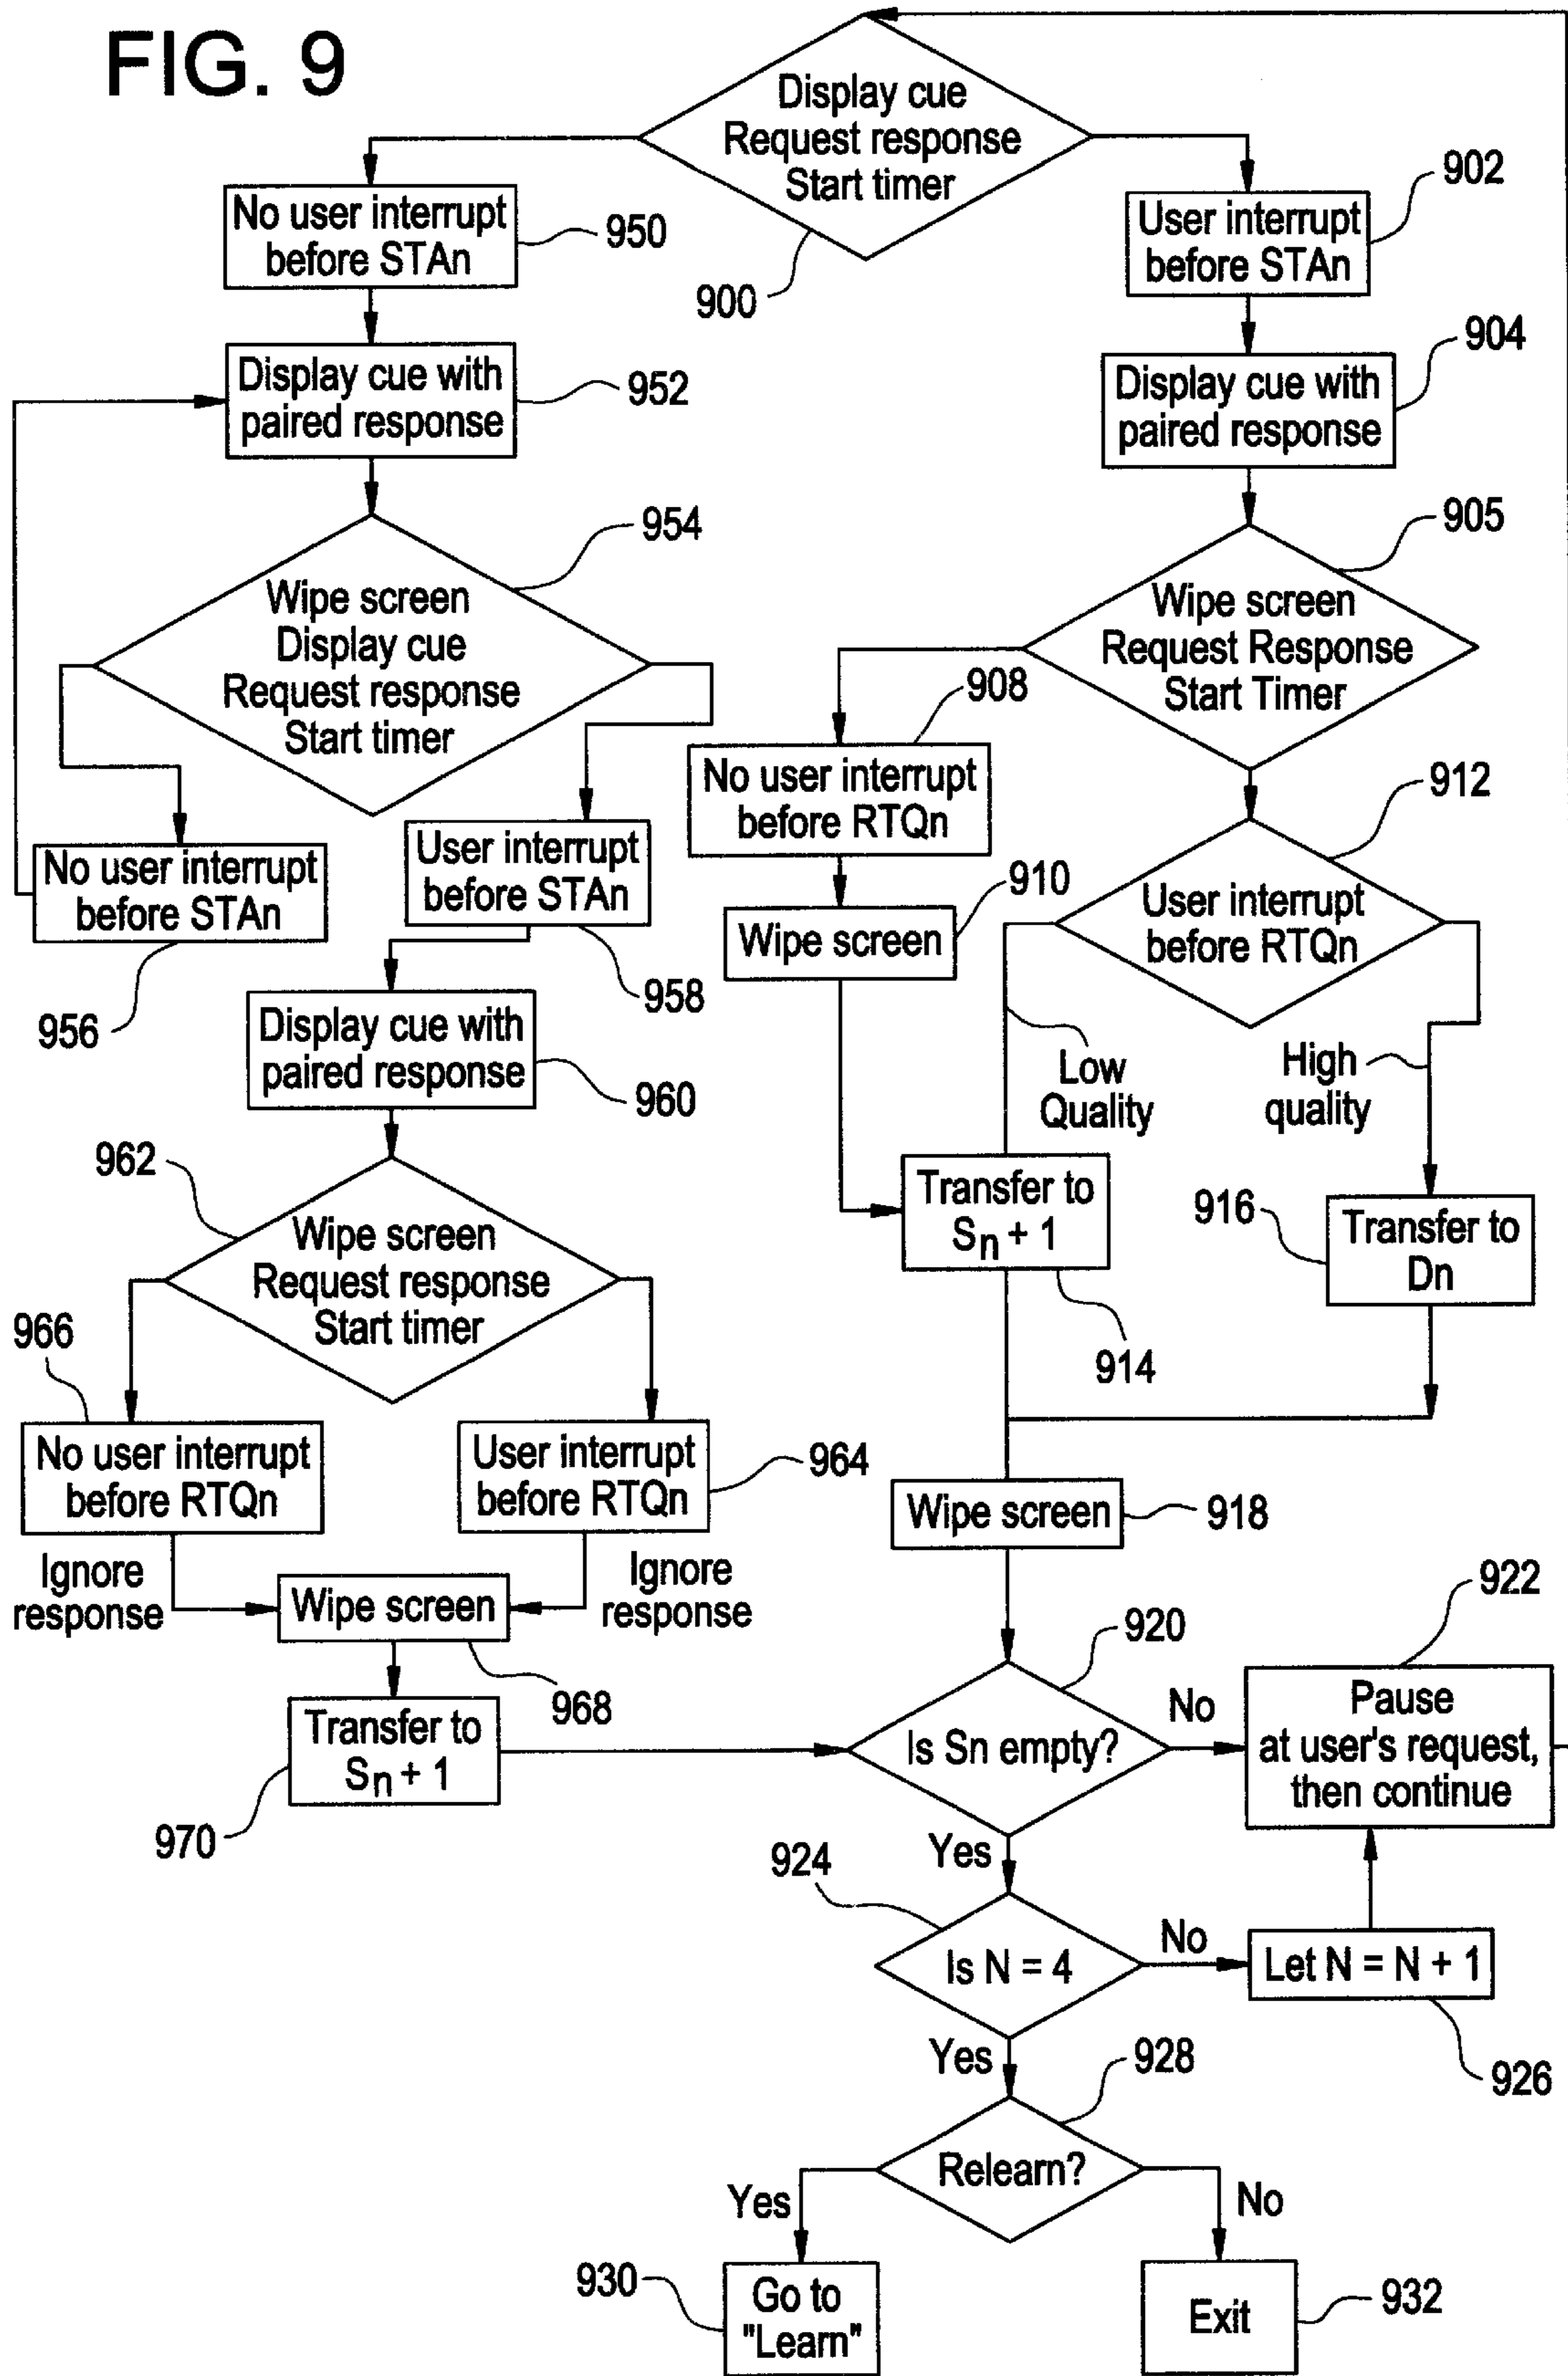 FIG. 9
Display cue
Request response
Start timer
900
No user interrupt
before STAn
950
User interrupt
before STAn
902
Display cue with
paired response
952
Display cue with
paired response
904
Wipe screen
Display cue
Request response
Start timer
954
Wipe screen
Request Response
Start Timer
905
No user interrupt
before RTQn
908
User interrupt
before RTQn
912
No user interrupt
before STAn
956
User interrupt
before STAn
958
Wipe screen
910
Display cue with
paired response
960
Low
Quality
High
quality
Wipe screen
Request response
Start timer
962
Transfer to
Sn + 1
914
Transfer to
Dn
916
No user interrupt
before RTQn
966
User interrupt
before RTQn
964
Wipe screen
918
Ignore
response
Wipe screen
968
Ignore
response
Transfer to
Sn + 1
970
Is Sn empty?
920
No
Pause
at user's request,
then continue
922
Yes
Is N = 4
924
No
Let N = N + 1
926
Yes
Relearn?
928
Yes
No
Go to
"Learn"
930
Exit
932